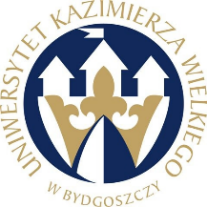 UNIWERSYTET KAZIMIERZA WIELKIEGO
W BYDGOSZCZY